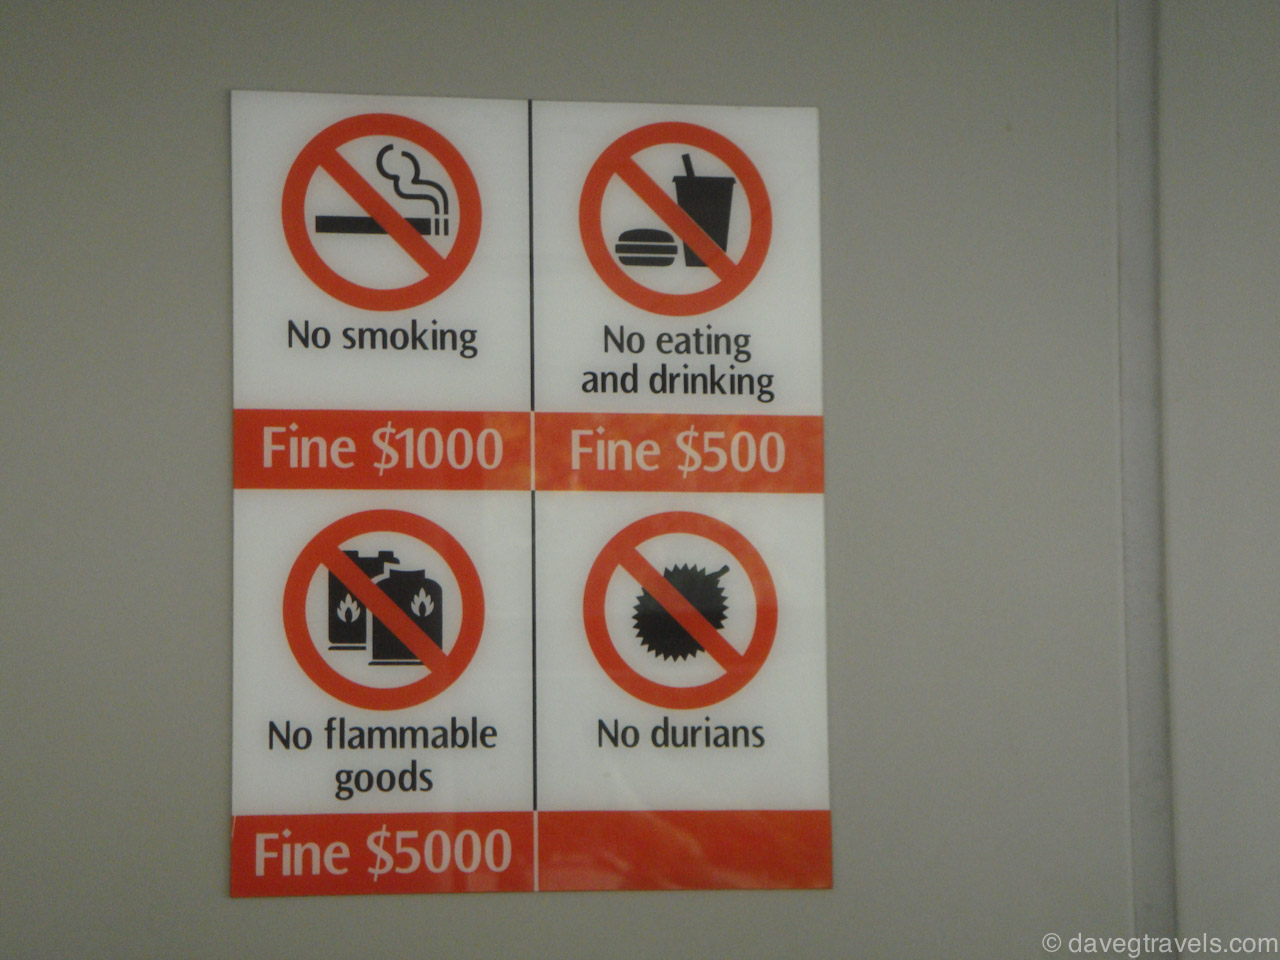 No smoking
No eating
and drinking
Fine $1000
Fine $500
No flammable
goods
No durians
Fine $5000
© davegtravels.com